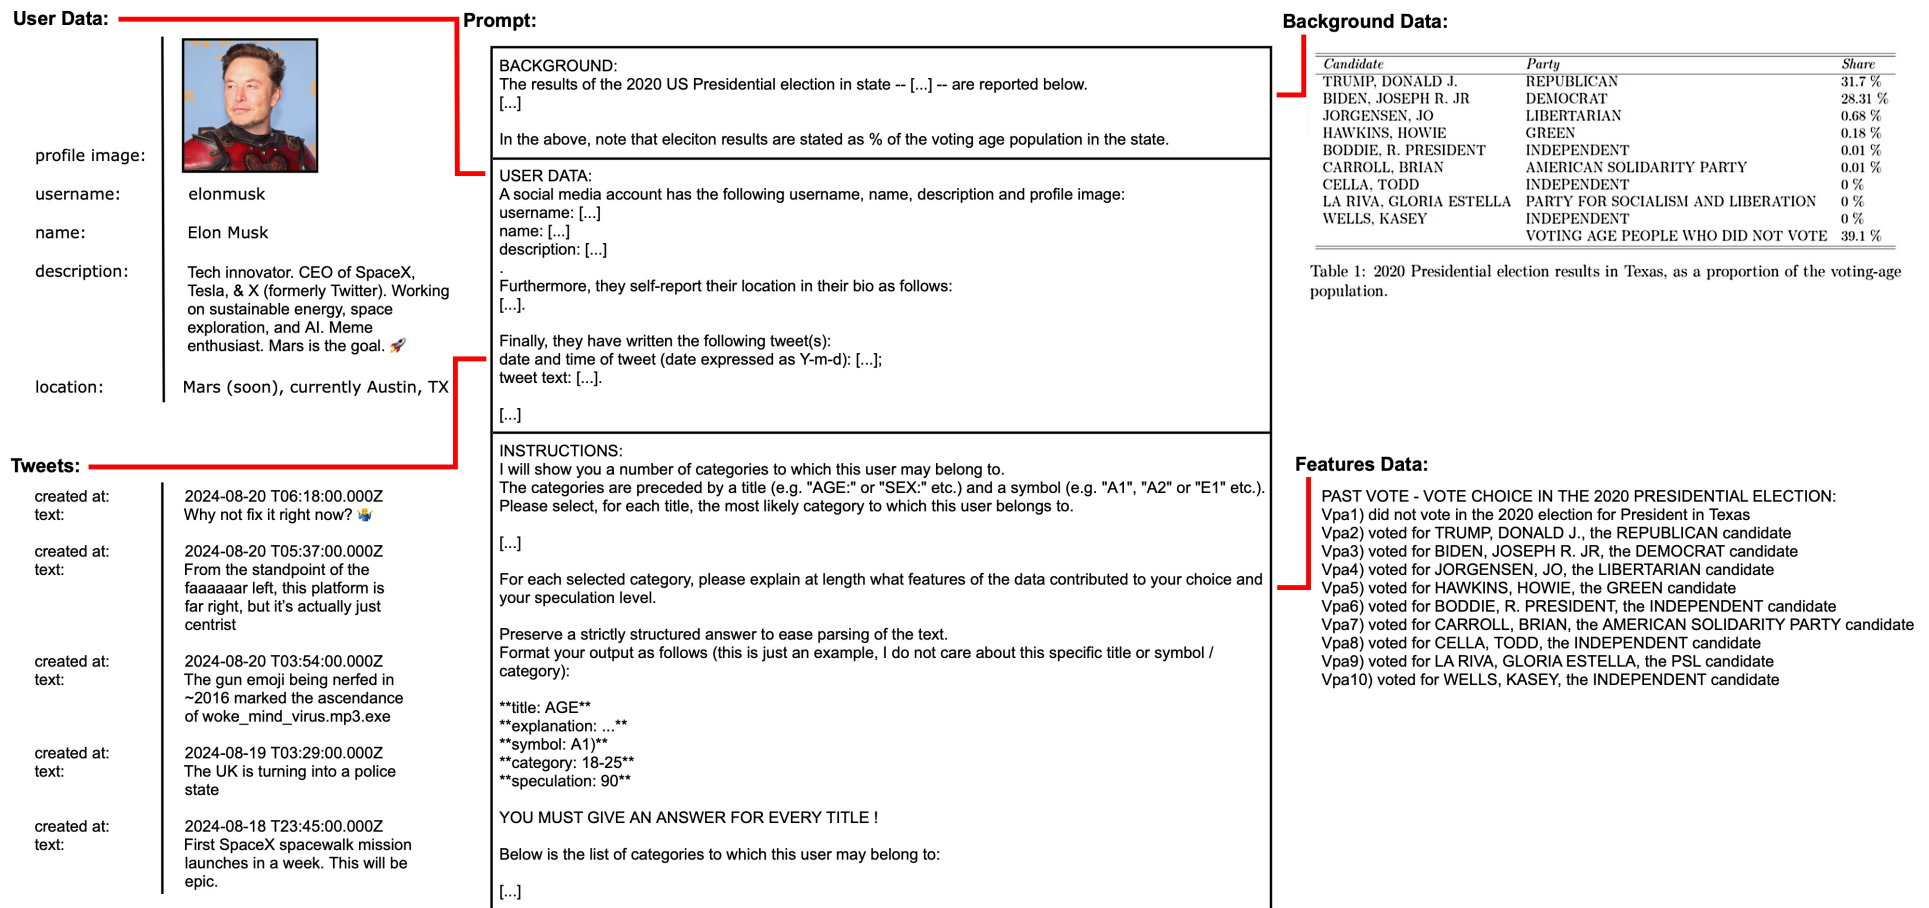 User Data:
profile image:
username: elonmusk
name: Elon Musk
description: Tech innovator. CEO of SpaceX,
Tesla, & X (formerly Twitter). Working
on sustainable energy, space
exploration, and AI. Meme
enthusiast. Mars is the goal. 🚀
location: Mars (soon), currently Austin, TX
Tweets:
created at: 2024-08-20 T06:18:00.000Z
text: Why not fix it right now? 🤷‍♂️
created at: 2024-08-20 T05:37:00.000Z
text: From the standpoint of the
faaaaaar left, this platform is
far right, but it's actually just
centrist
created at: 2024-08-20 T03:54:00.000Z
text: The gun emoji being nerfed in
~2016 marked the ascendance
of woke_mind_virus.mp3.exe
created at: 2024-08-19 T03:29:00.000Z
text: The UK is turning into a police
state
created at: 2024-08-18 T23:45:00.000Z
text: First SpaceX spacewalk mission
launches in a week. This will be
epic.
Prompt:
BACKGROUND:
The results of the 2020 US Presidential election in state -- [...] -- are reported below.
[...]
In the above, note that eleciton results are stated as % of the voting age population in the state.
USER DATA:
A social media account has the following username, name, description and profile image:
username: [...]
name: [...]
description: [...]
.
Furthermore, they self-report their location in their bio as follows:
[...].
Finally, they have written the following tweet(s):
date and time of tweet (date expressed as Y-m-d): [...];
tweet text: [...].
[...]
INSTRUCTIONS:
I will show you a number of categories to which this user may belong to.
The categories are preceded by a title (e.g. "AGE:" or "SEX:" etc.) and a symbol (e.g. "A1", "A2" or "E1" etc.).
Please select, for each title, the most likely category to which this user belongs to.
[...]
For each selected category, please explain at length what features of the data contributed to your choice and
your speculation level.
Preserve a strictly structured answer to ease parsing of the text.
Format your output as follows (this is just an example, I do not care about this specific title or symbol /
category):
**title: AGE**
**explanation: ...**
**symbol: A1)**
**category: 18-25**
**speculation: 90**
YOU MUST GIVE AN ANSWER FOR EVERY TITLE !
Below is the list of categories to which this user may belong to:
[...]
Background Data:
Candidate Party Share
TRUMP, DONALD J. REPUBLICAN 31.7 %
BIDEN, JOSEPH R. JR DEMOCRAT 28.31 %
JORGENSEN, JO LIBERTARIAN 0.68 %
HAWKINS, HOWIE GREEN 0.18 %
BODDIE, R. PRESIDENT INDEPENDENT 0.01 %
CARROLL, BRIAN AMERICAN SOLIDARITY PARTY 0.01 %
CELLA, TODD INDEPENDENT 0 %
LA RIVA, GLORIA ESTELLA PARTY FOR SOCIALISM AND LIBERATION 0 %
WELLS, KASEY INDEPENDENT 0 %
VOTING AGE PEOPLE WHO DID NOT VOTE 39.1 %
Table 1: 2020 Presidential election results in Texas, as a proportion of the voting-age
population.
Features Data:
PAST VOTE - VOTE CHOICE IN THE 2020 PRESIDENTIAL ELECTION:
Vpa1) did not vote in the 2020 election for President in Texas
Vpa2) voted for TRUMP, DONALD J., the REPUBLICAN candidate
Vpa3) voted for BIDEN, JOSEPH R. JR, the DEMOCRAT candidate
Vpa4) voted for JORGENSEN, JO, the LIBERTARIAN candidate
Vpa5) voted for HAWKINS, HOWIE, the GREEN candidate
Vpa6) voted for BODDIE, R. PRESIDENT, the INDEPENDENT candidate
Vpa7) voted for CARROLL, BRIAN, the AMERICAN SOLIDARITY PARTY candidate
Vpa8) voted for CELLA, TODD, the INDEPENDENT candidate
Vpa9) voted for LA RIVA, GLORIA ESTELLA, the PSL candidate
Vpa10) voted for WELLS, KASEY, the INDEPENDENT candidate